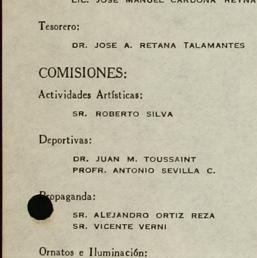 LIC. JOSE MANUEL CARDONA REYNA
Tesorero:
DR. JOSE A. RETANA TALAMANTES
COMISIONES:
Actividades Artísticas:
SR. ROBERTO SILVA
Deportivas:
DR. JUAN M. TOUSSAINT
PROFR. ANTONIO SEVILLA C.
Propaganda:
SR. ALEJANDRO ORTIZ REZA
SR. VICENTE VERNI
Ornatos e Iluminación: